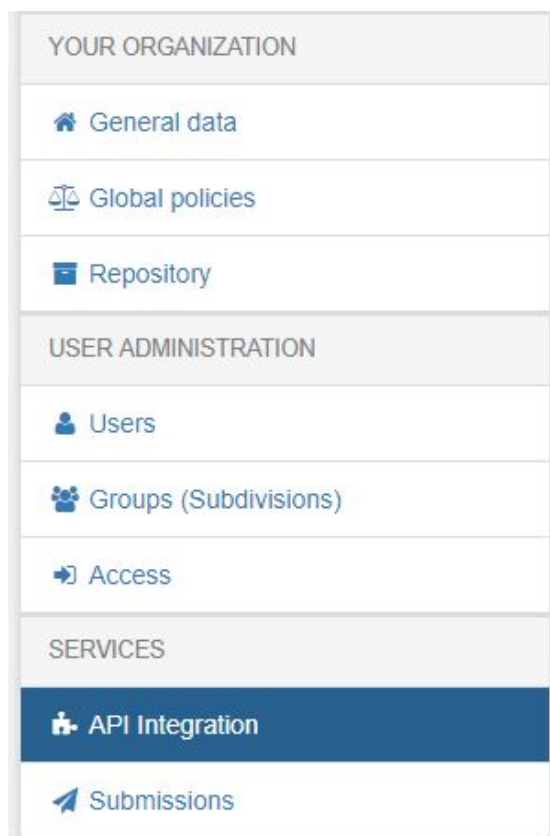 YOUR ORGANIZATION
General data
Global policies
Repository
USER ADMINISTRATION
Users
Groups (Subdivisions)
Access
SERVICES
API Integration
Submissions